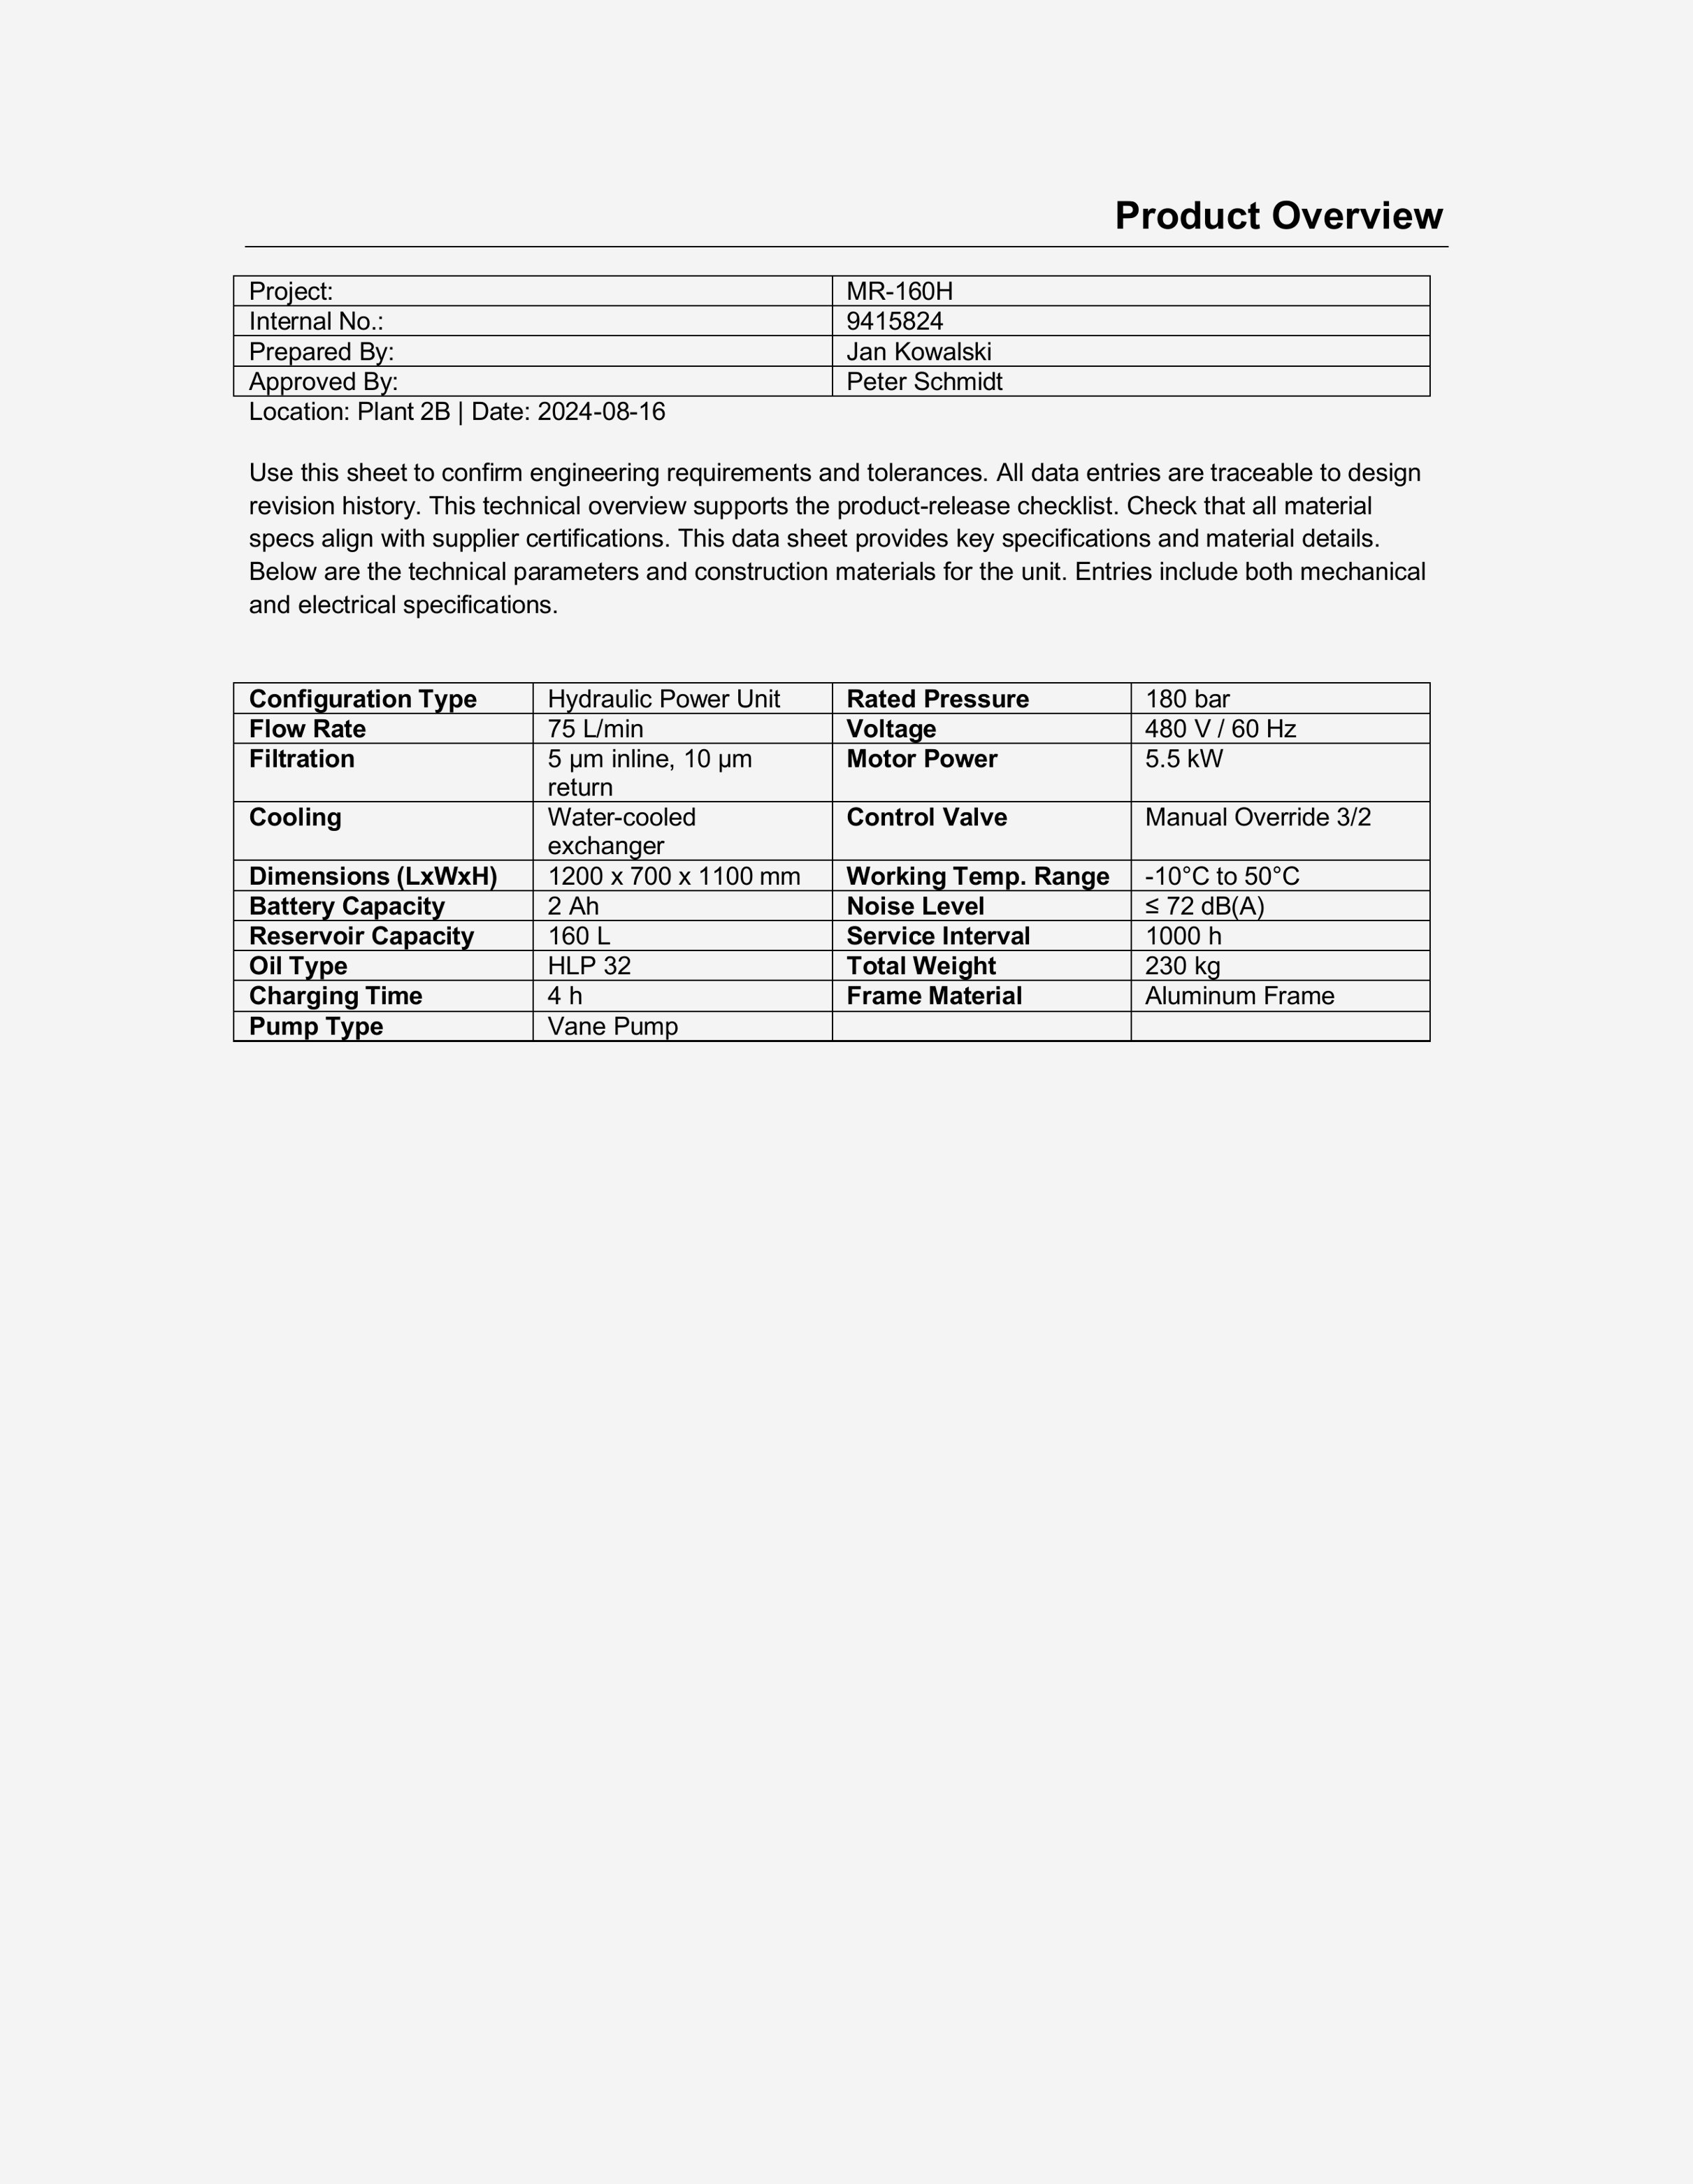 Product Overview
Project: MR-160H
Internal No.: 9415824
Prepared By: Jan Kowalski
Approved By: Peter Schmidt
Location: Plant 2B | Date: 2024-08-16
Use this sheet to confirm engineering requirements and tolerances. All data entries are traceable to design
revision history. This technical overview supports the product-release checklist. Check that all material
specs align with supplier certifications. This data sheet provides key specifications and material details.
Below are the technical parameters and construction materials for the unit. Entries include both mechanical
and electrical specifications.
Configuration Type Hydraulic Power Unit Rated Pressure 180 bar
Flow Rate 75 L/min Voltage 480 V / 60 Hz
Filtration 5 µm inline, 10 µm Motor Power 5.5 kW
return
Cooling Water-cooled Control Valve Manual Override 3/2
exchanger
Dimensions (LxWxH) 1200 x 700 x 1100 mm Working Temp. Range -10°C to 50°C
Battery Capacity 2 Ah Noise Level ≤ 72 dB(A)
Reservoir Capacity 160 L Service Interval 1000 h
Oil Type HLP 32 Total Weight 230 kg
Charging Time 4 h Frame Material Aluminum Frame
Pump Type Vane Pump